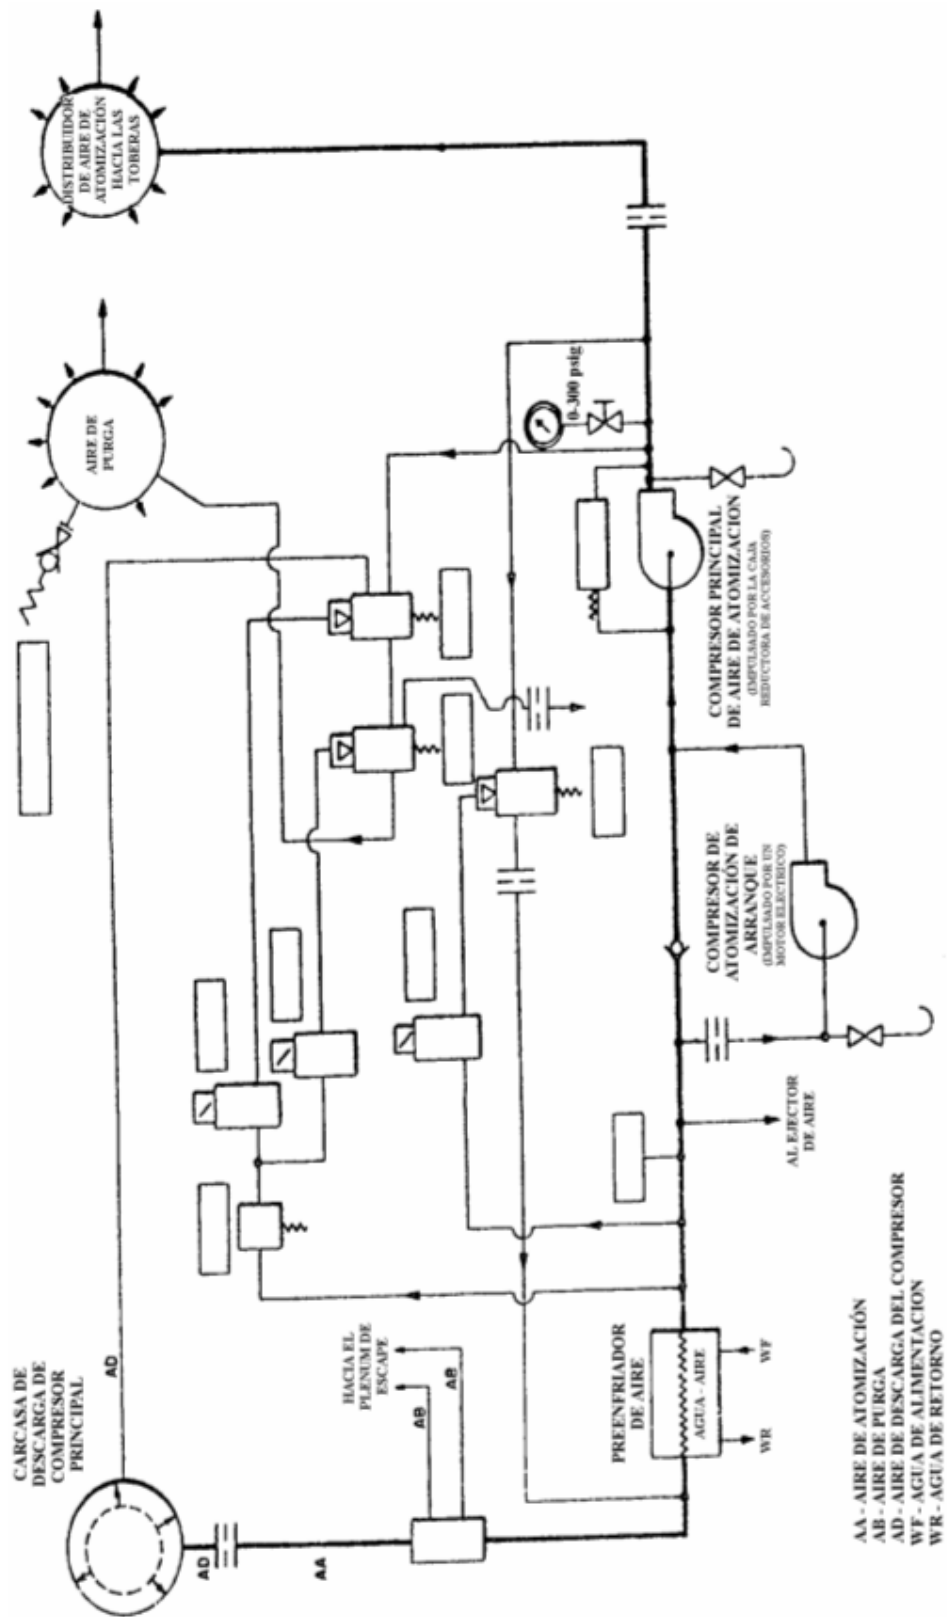 CARCASA DE
DESCARGA DE
COMPRESOR
PRINCIPAL
AD
AD
AA
HACIA EL
PLENUM DE
ESCAPE
AB
AB
PREENFRIADOR
DE AIRE
AGUA - AIRE
WR
WF
AL EJECTOR
DE AIRE
COMPRESOR DE
ATOMIZACIÓN DE
ARRANQUE
(IMPULSADO POR UN
MOTOR ELECTRICO)
COMPRESOR PRINCIPAL
DE AIRE DE ATOMIZACION
(IMPULSADO POR LA CAJA
REDUCTORA DE ACCESORIOS)
0-300 psig
AIRE DE
PURGA
DISTRIBUIDOR
DE AIRE DE
ATOMIZACIÓN
HACIA LAS
TOBERAS
AA - AIRE DE ATOMIZACIÓN
AB - AIRE DE PURGA
AD - AIRE DE DESCARGA DEL COMPRESOR
WF - AGUA DE ALIMENTACION
WR - AGUA DE RETORNO